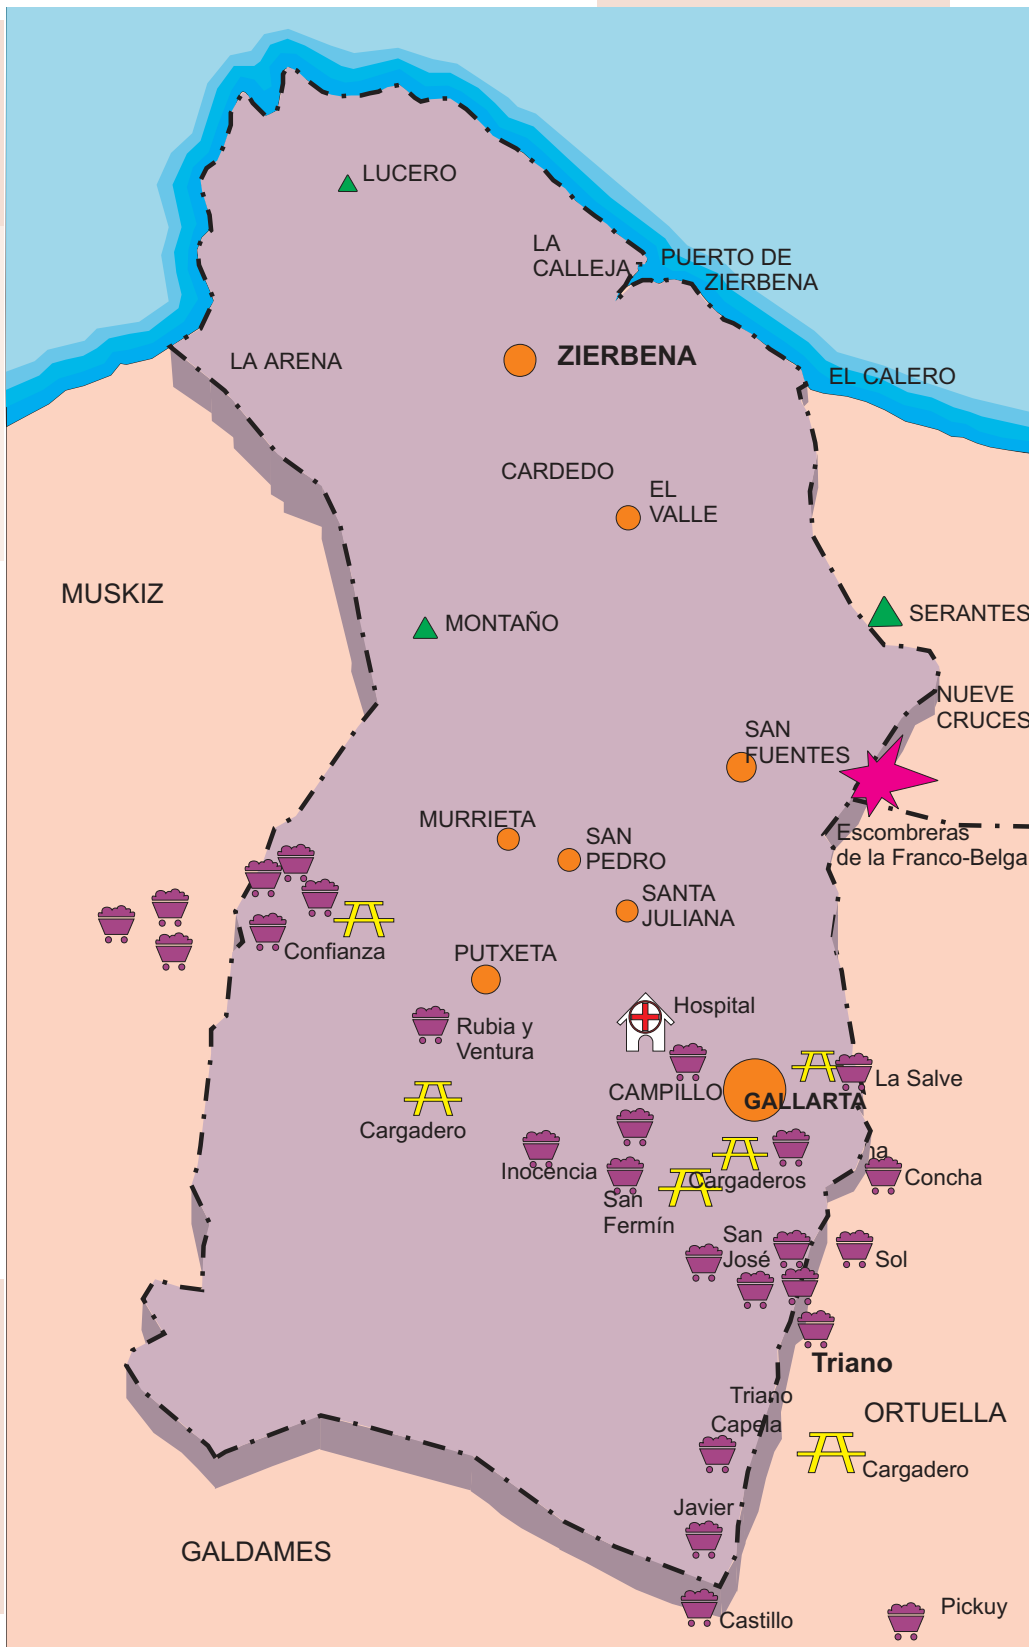 LUCERO
LA
CALLEJA
PUERTO DE
ZIERBENA
LA ARENA
ZIERBENA
EL CALERO
CARDEDO
EL
VALLE
MUSKIZ
MONTAÑO
SERANTES
NUEVE
CRUCES
SAN
FUENTES
MURRIETA
SAN
PEDRO
Escombreras
de la Franco-Belga
SANTA
JULIANA
Confianza
PUTXETA
Hospital
Rubia y
Ventura
CAMPILLO
GALLARTA
La Salve
Cargadero
Inocencia
Cargaderos
na
Concha
San
Fermín
San
José
Sol
Triano
Triano
Capela
ORTUELLA
Cargadero
Javier
GALDAMES
Castillo
Pickuy